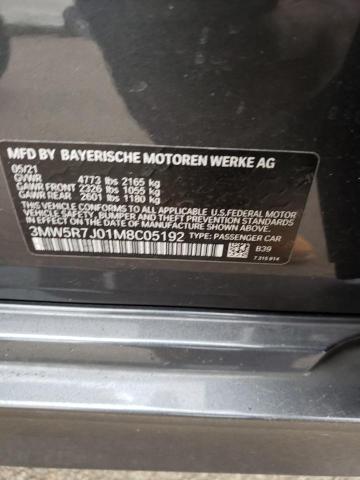 MFD BY BAYERISCHE MOTOREN WERKE AG
05/21
GVWR 4773 lbs 2165 kg
GAWR FRONT 2326 lbs 1055 kg
GAWR REAR 2601 lbs 1180 kg
THIS VEHICLE CONFORMS TO ALL APPLICABLE U.S.FEDERAL MOTOR
VEHICLE SAFETY, BUMPER AND THEFT PREVENTION STANDARDS
IN EFFECT ON THE DATE OF MANUFACTURE SHOWN ABOVE.
3MW5R7J01M8C05192 TYPE: PASSENGER CAR
B39
7 315 914